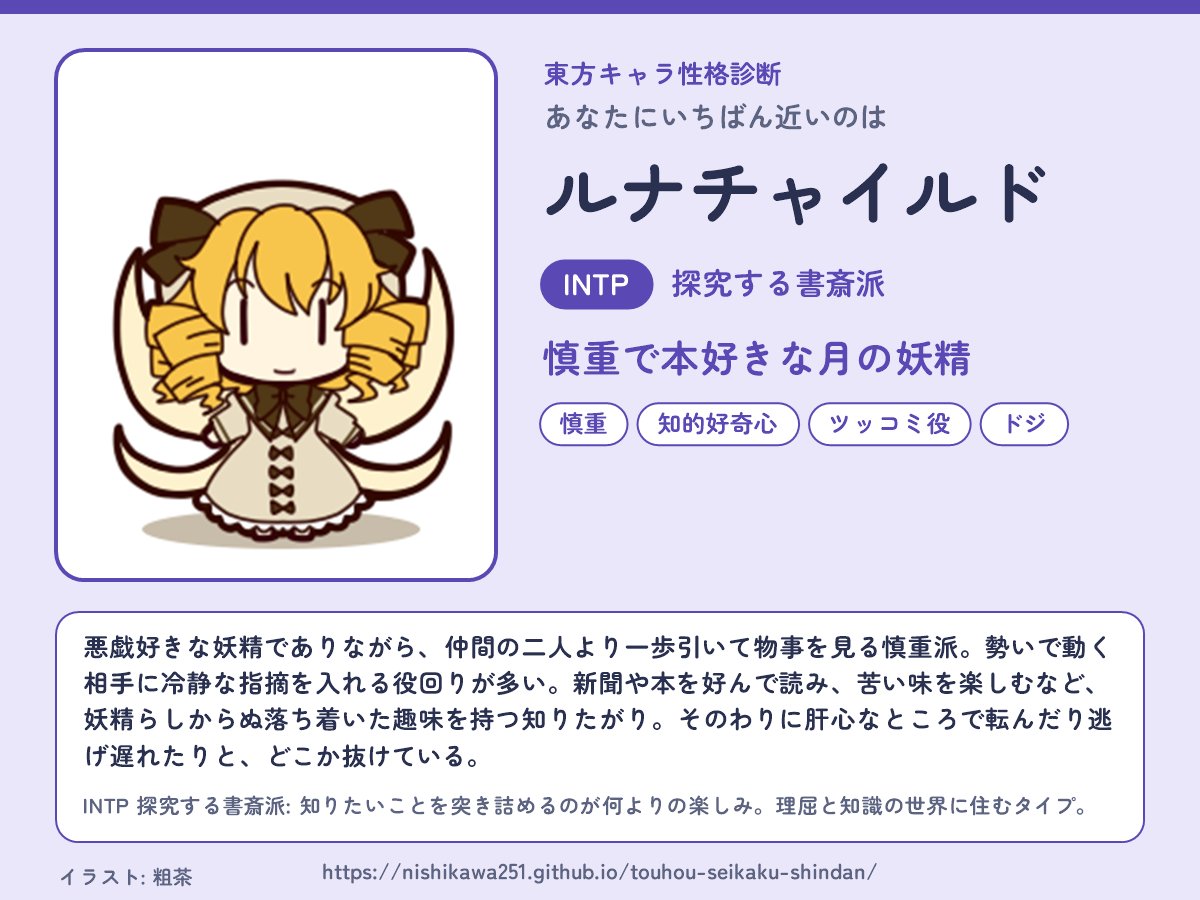 東方キャラ性格診断
あなたにいちばん近いのは
ルナチャイルド
INTP 探究する書斎派
慎重で本好きな月の妖精
慎重 知的好奇心 ツッコミ役 ドジ
悪戯好きな妖精でありながら、仲間の二人より一歩引いて物事を見る慎重派。勢いで動く
相手に冷静な指摘を入れる役回りが多い。新聞や本を好んで読み、苦い味を楽しむなど、
妖精らしからぬ落ち着いた趣味を持つ知りたがり。そのわりに肝心なところで転んだり逃
げ遅れたりと、どこか抜けている。
INTP 探究する書斎派: 知りたいことを突き詰めるのが何よりの楽しみ。理屈と知識の世界に住むタイプ。
イラスト: 粗茶
https://nishikawa251.github.io/touhou-seikaku-shindan/